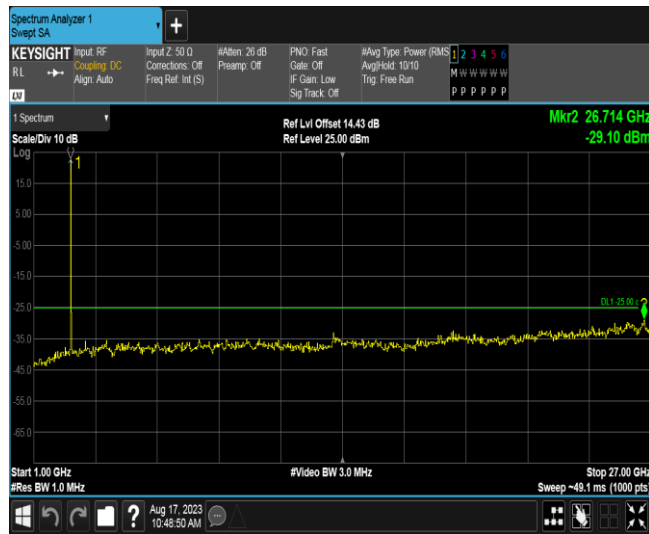 Spectrum Analyzer 1
Swept SA
+
KEYSIGHT
RL
LXI
Input: RF
Coupling: DC
Align: Auto
Input Z: 50 Ω
Corrections: Off
Freq Ref: Int (S)
#Atten: 26 dB
Preamp: Off
PNO: Fast
Gate: Off
IF Gain: Low
Sig Track: Off
#Avg Type: Power (RMS
Avg|Hold: 10/10
Trig: Free Run
1 2 3 4 5 6
M W W W W W
P P P P P P
1 Spectrum
Scale/Div 10 dB
Log
Ref Lvl Offset 14.43 dB
Ref Level 25.00 dBm
Mkr2 26.714 GHz
-29.10 dBm
1
15.0
5.00
-5.00
-15.0
-25.0
DL1 -25.00
-35.0
-45.0
-55.0
-65.0
Start 1.00 GHz
#Res BW 1.0 MHz
#Video BW 3.0 MHz
Stop 27.00 GHz
Sweep ~49.1 ms (1000 pts)
?
Aug 17, 2023
10:48:50 AM